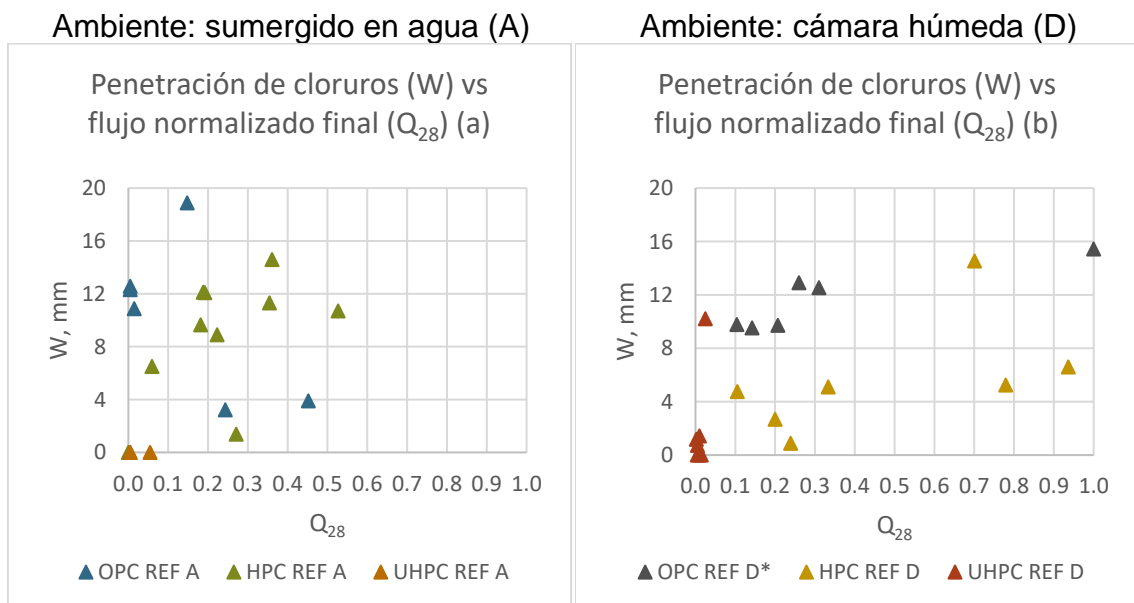 Ambiente: sumergido en agua (A)
Ambiente: cámara húmeda (D)
Penetración de cloruros (W) vs
flujo normalizado final (Q28) (a)
20
16
12
8
4
0
W, mm
0.0 0.1 0.2 0.3 0.4 0.5 0.6 0.7 0.8 0.9 1.0
Q28
OPC REF A HPC REF A UHPC REF A
Penetración de cloruros (W) vs
flujo normalizado final (Q28) (b)
20
16
12
8
4
0
W, mm
0.0 0.1 0.2 0.3 0.4 0.5 0.6 0.7 0.8 0.9 1.0
Q28
OPC REF D* HPC REF D UHPC REF D